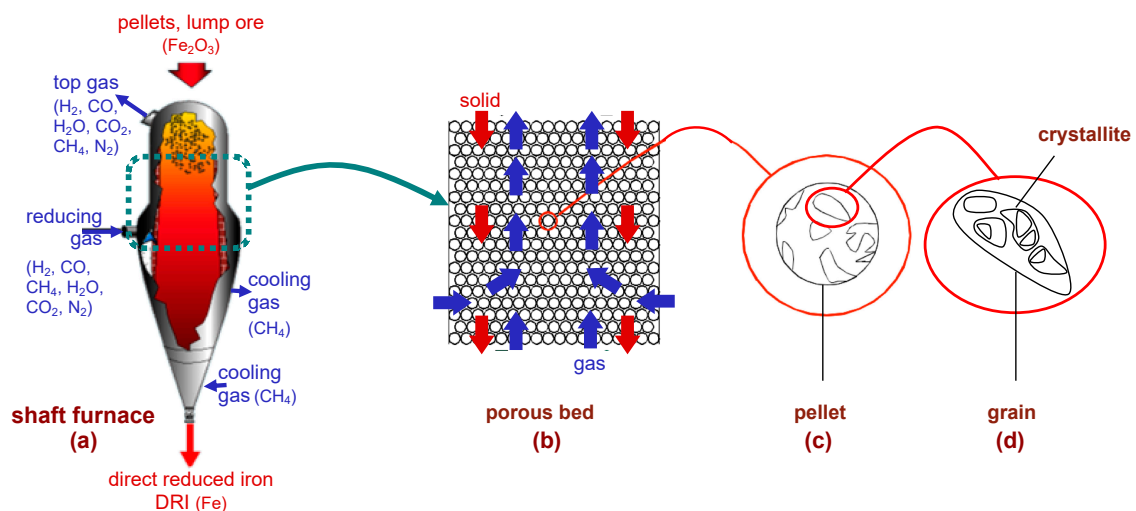 pellets, lump ore
(Fe₂O₃)
top gas
(H₂, CO,
H₂O, CO₂,
CH₄, N₂)
reducing
gas
(H₂, CO,
CH₄, H₂O,
CO₂, N₂)
cooling
gas
(CH₄)
cooling
gas (CH₄)
shaft furnace
(a)
direct reduced iron
DRI (Fe)
solid
gas
porous bed
(b)
pellet
(c)
crystallite
grain
(d)